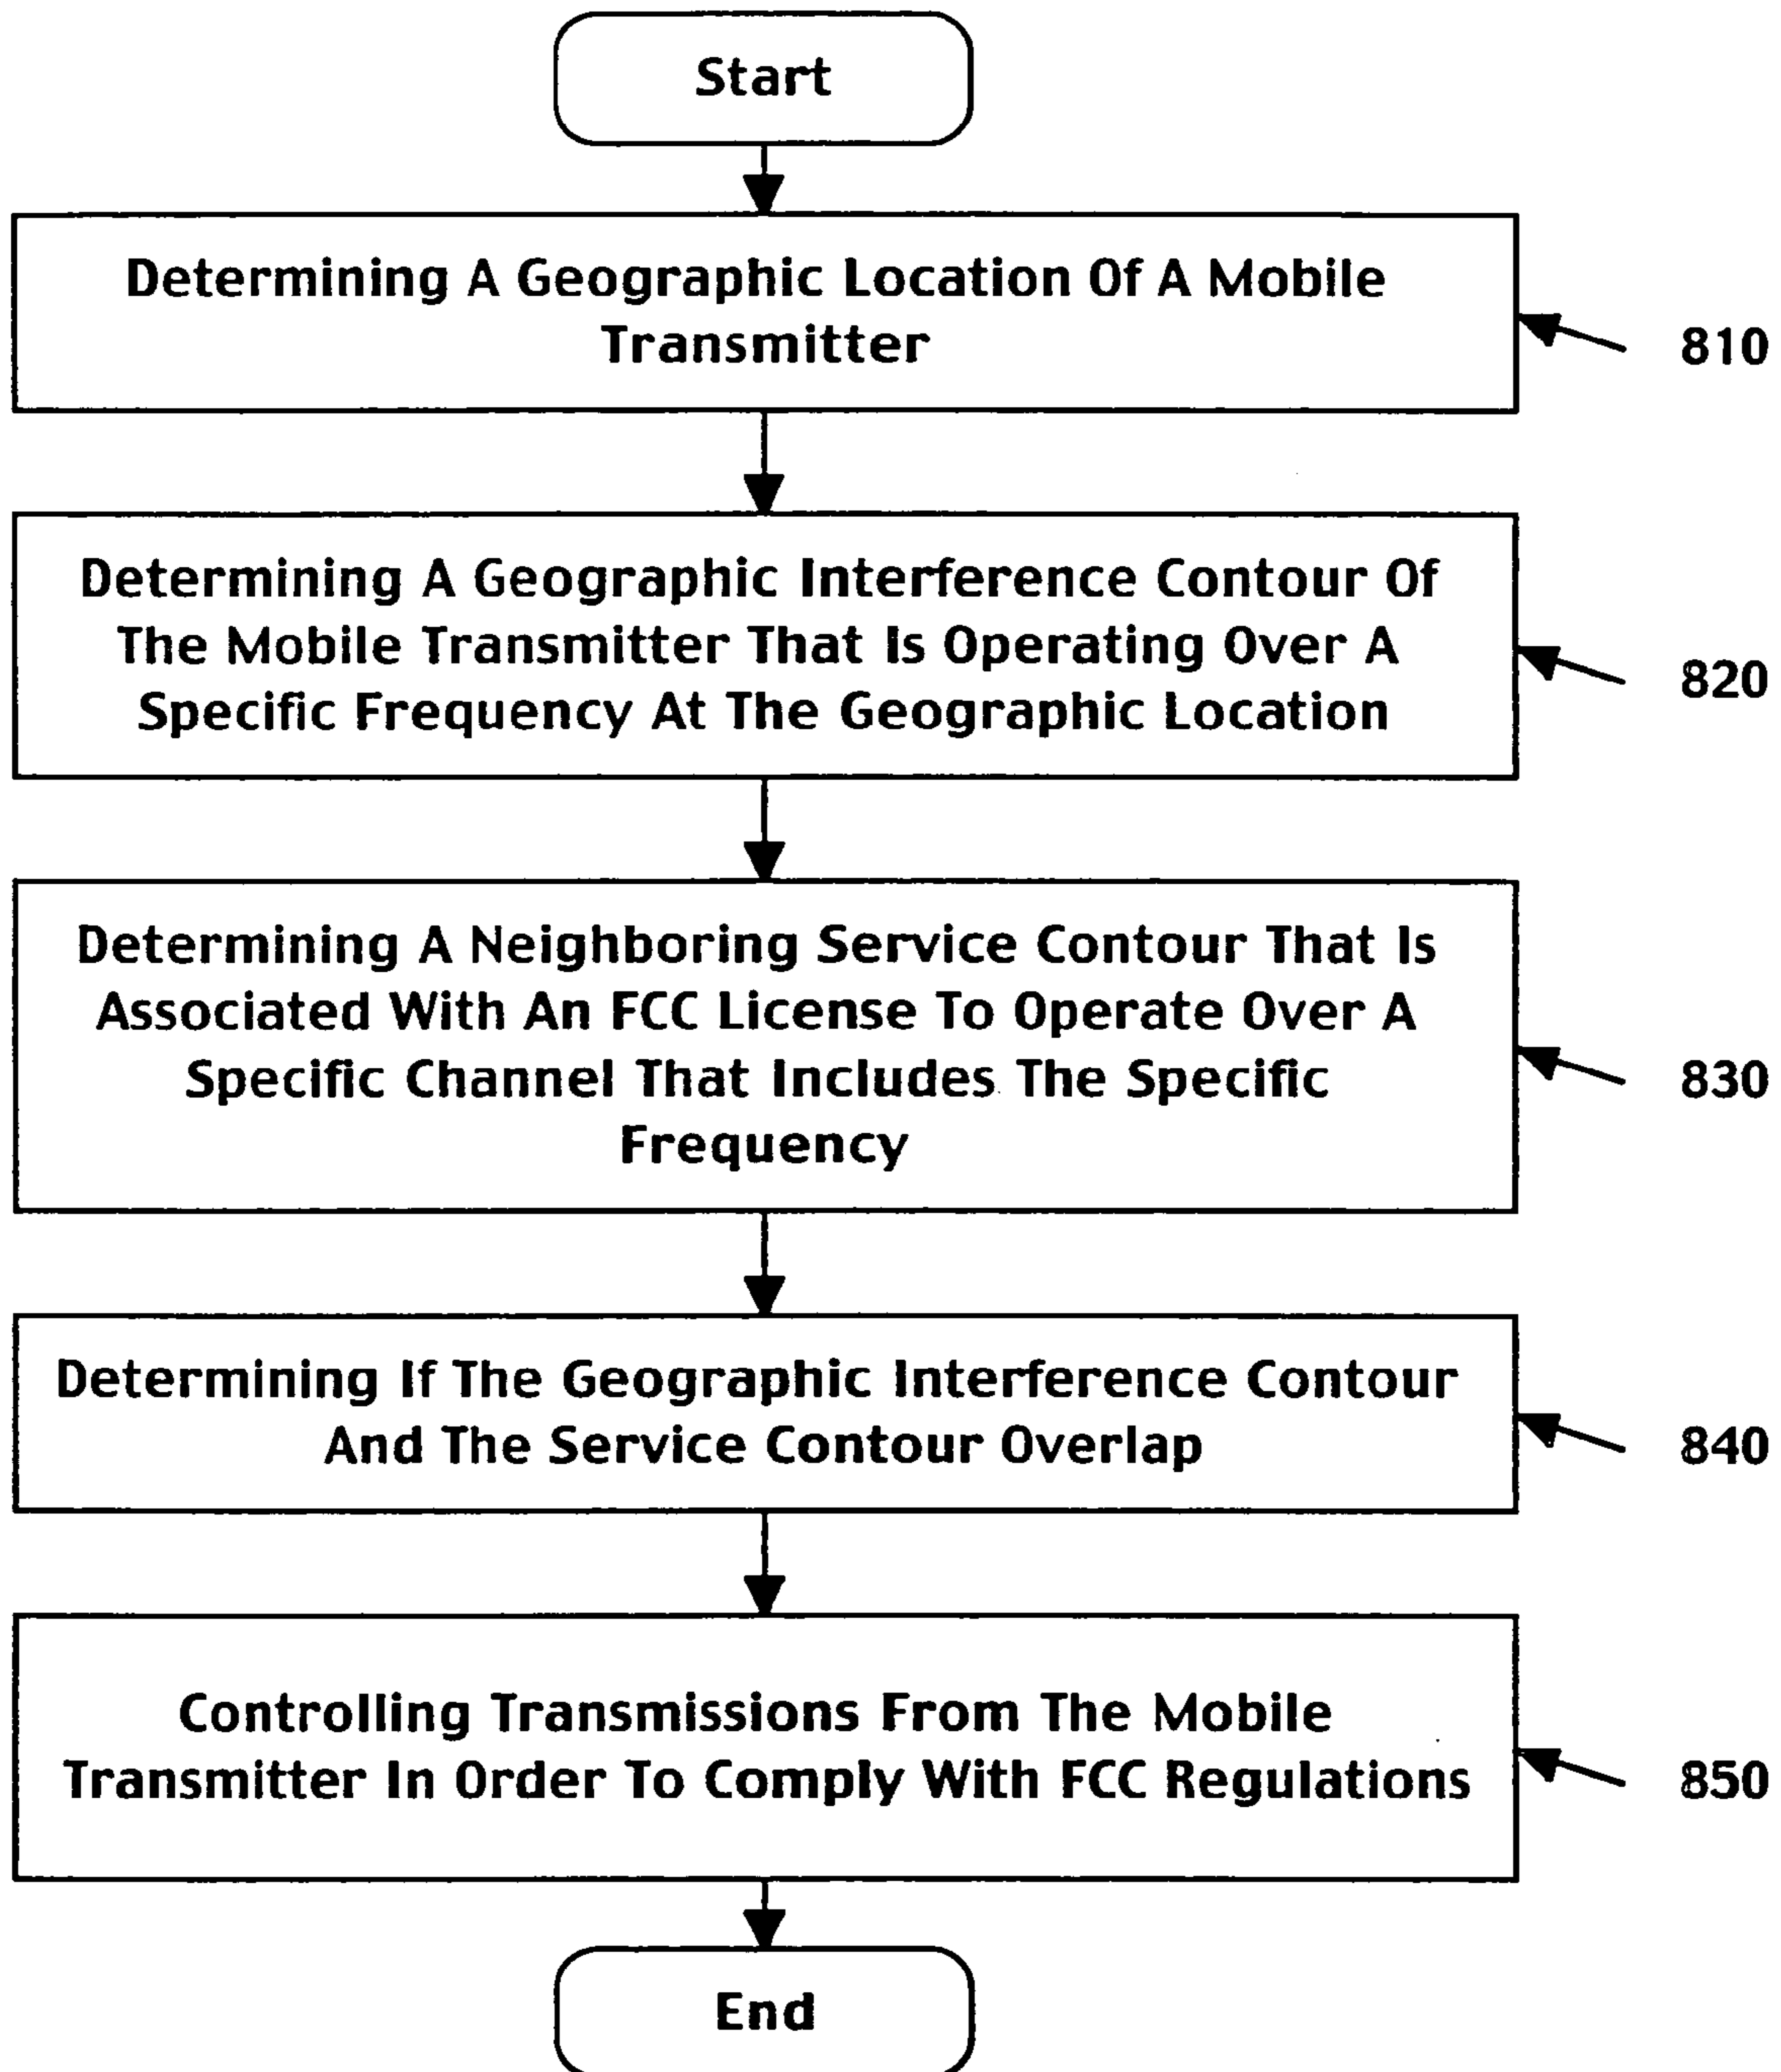 Start
Determining A Geographic Location Of A Mobile
Transmitter
810
Determining A Geographic Interference Contour Of
The Mobile Transmitter That Is Operating Over A
Specific Frequency At The Geographic Location
820
Determining A Neighboring Service Contour That Is
Associated With An FCC License To Operate Over A
Specific Channel That Includes The Specific
Frequency
830
Determining If The Geographic Interference Contour
And The Service Contour Overlap
840
Controlling Transmissions From The Mobile
Transmitter In Order To Comply With FCC Regulations
850
End